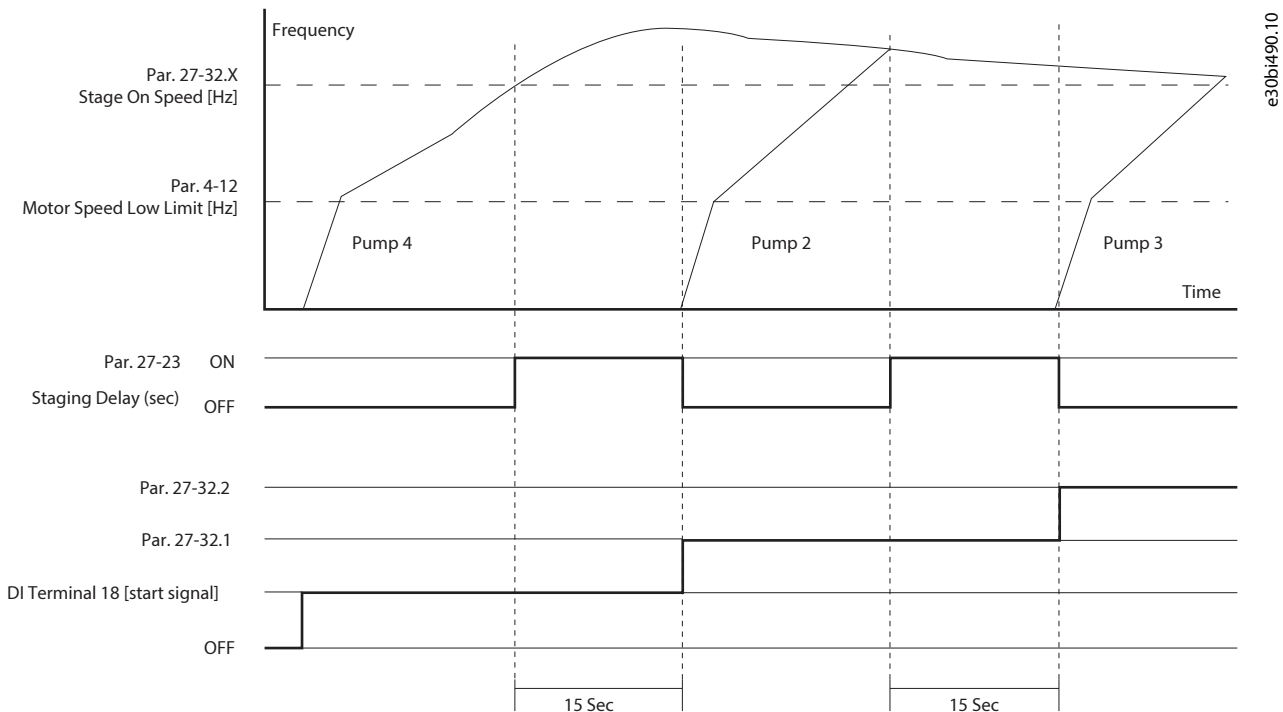 Frequency
e30bi490.10
Par. 27-32.X
Stage On Speed [Hz]
Par. 4-12
Motor Speed Low Limit [Hz]
Pump 4
Pump 2
Pump 3
Time
Par. 27-23 ON
Staging Delay (sec) OFF
Par. 27-32.2
Par. 27-32.1
DI Terminal 18 [start signal]
OFF
15 Sec
15 Sec